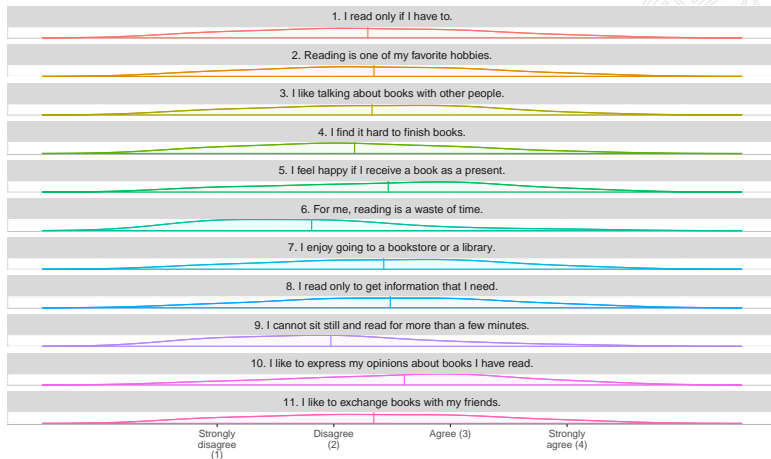 1. I read only if I have to.
2. Reading is one of my favorite hobbies.
3. I like talking about books with other people.
4. I find it hard to finish books.
5. I feel happy if I receive a book as a present.
6. For me, reading is a waste of time.
7. I enjoy going to a bookstore or a library.
8. I read only to get information that I need.
9. I cannot sit still and read for more than a few minutes.
10. I like to express my opinions about books I have read.
11. I like to exchange books with my friends.
Strongly disagree (1)
Disagree (2)
Agree (3)
Strongly agree (4)